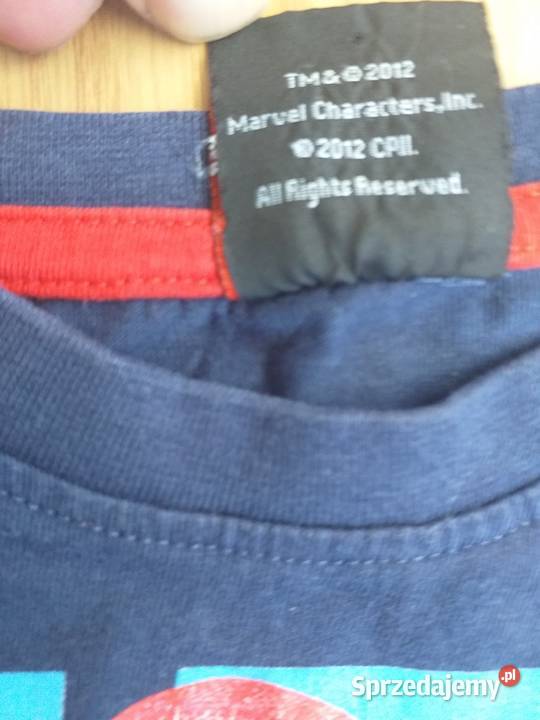 TM & © 2012
Marvel Characters, Inc.
© 2012 CPII.
All Rights Reserved.
Sprzedajemy.pl